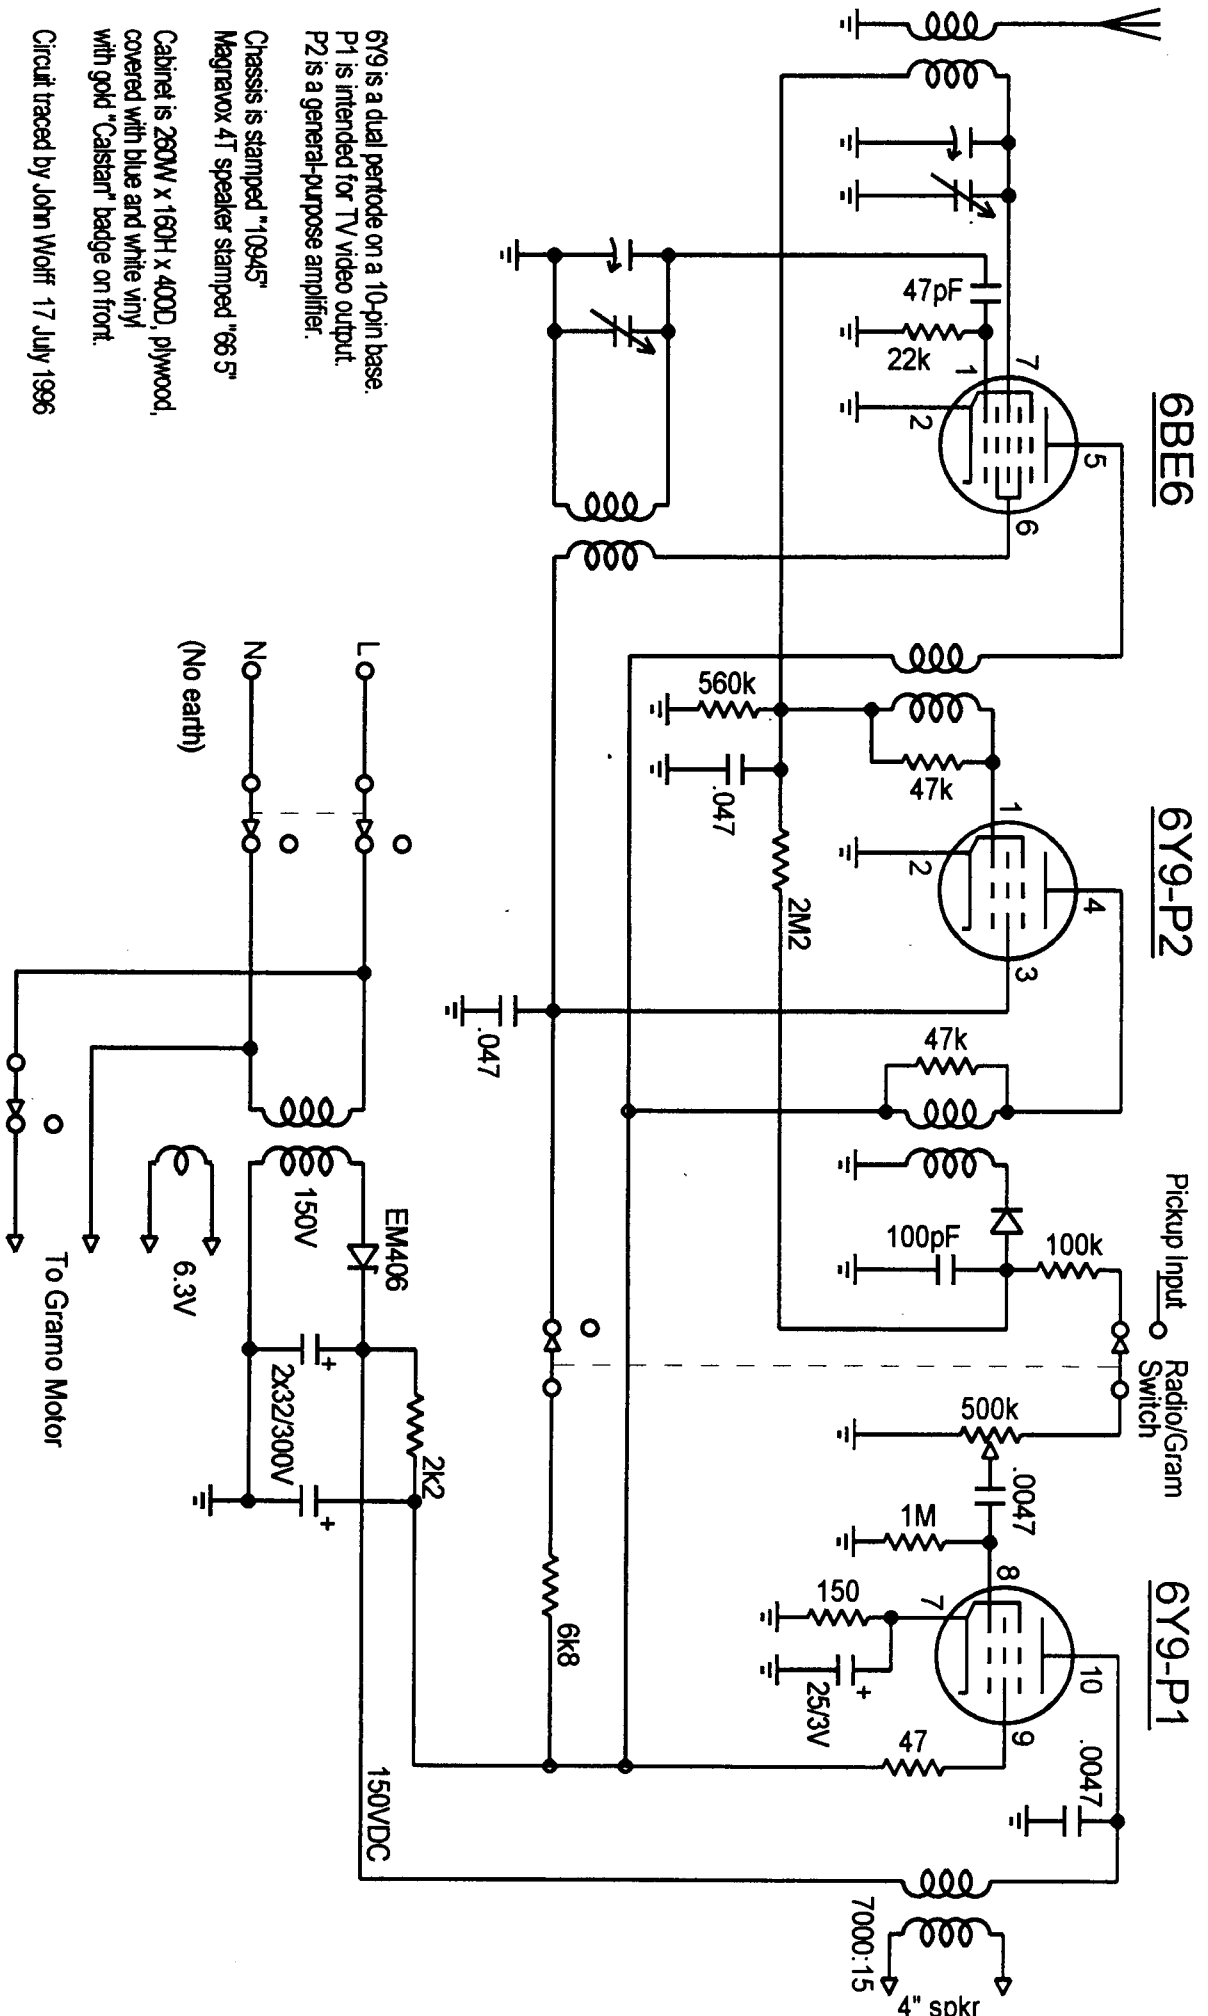 6BE6
6Y9-P2
6Y9-P1
Pickup Input
Radio/Gram
Switch
47pF
22k
1
7
2
5
6
560k
.047
47k
1
2
4
3
2M2
47k
.047
100pF
100k
500k
.0047
1M
8
7
10
9
150
25/3V
47
.0047
7000:15
4" spkr
6k8
150VDC
L
N
(No earth)
EM406
150V
6.3V
2x32/300V
2k2
To Gramo Motor
+
+
+
6Y9 is a dual pentode on a 10-pin base.
P1 is intended for TV video output.
P2 is a general-purpose amplifier.
Chassis is stamped "10945"
Magnavox 4T speaker stamped "66 5"
Cabinet is 260W x 160H x 400D, plywood,
covered with blue and white vinyl
with gold "Calstan" badge on front.
Circuit traced by John Wolff 17 July 1996